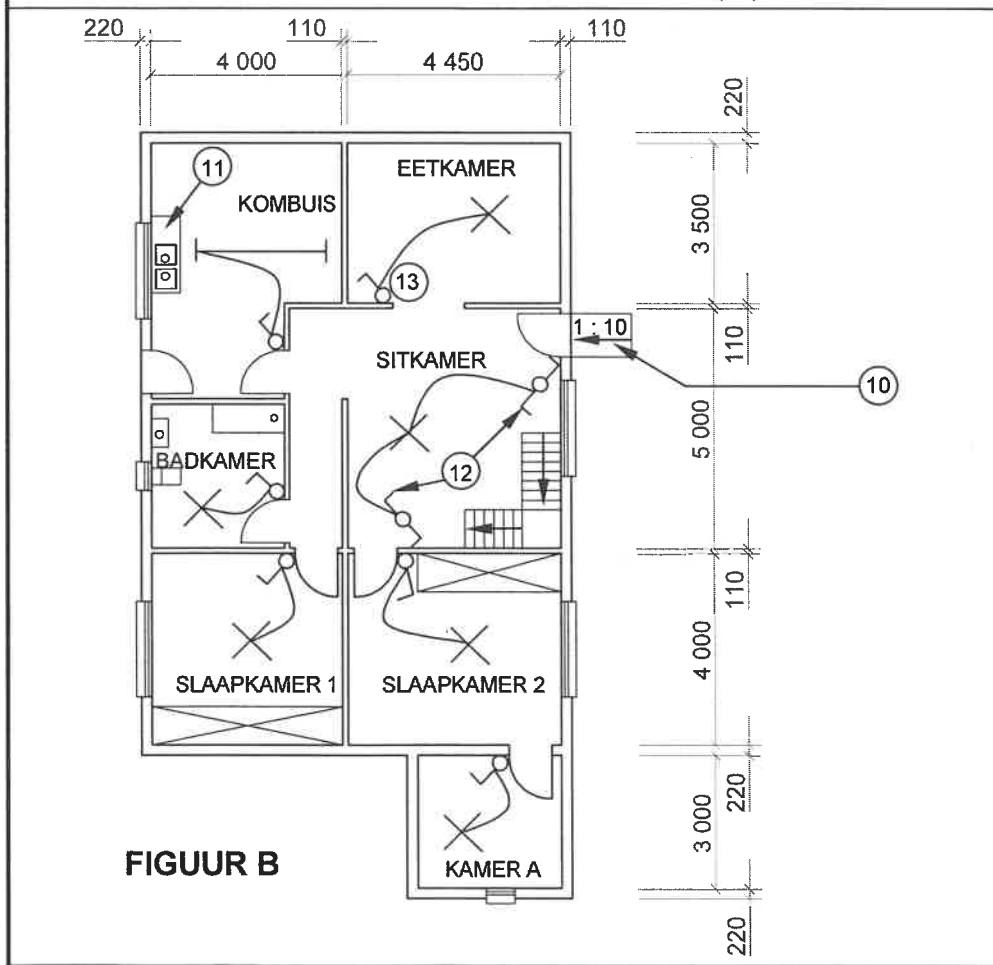 220 110 110
4 000 4 450
220
11
EETKAMER
KOMBUIS
3 500
13
1 : 10
110
SITKAMER
10
5 000
12
BADKAMER
110
4 000
SLAAPKAMER 1 SLAAPKAMER 2
220
3 000
FIGUUR B
KAMER A
220